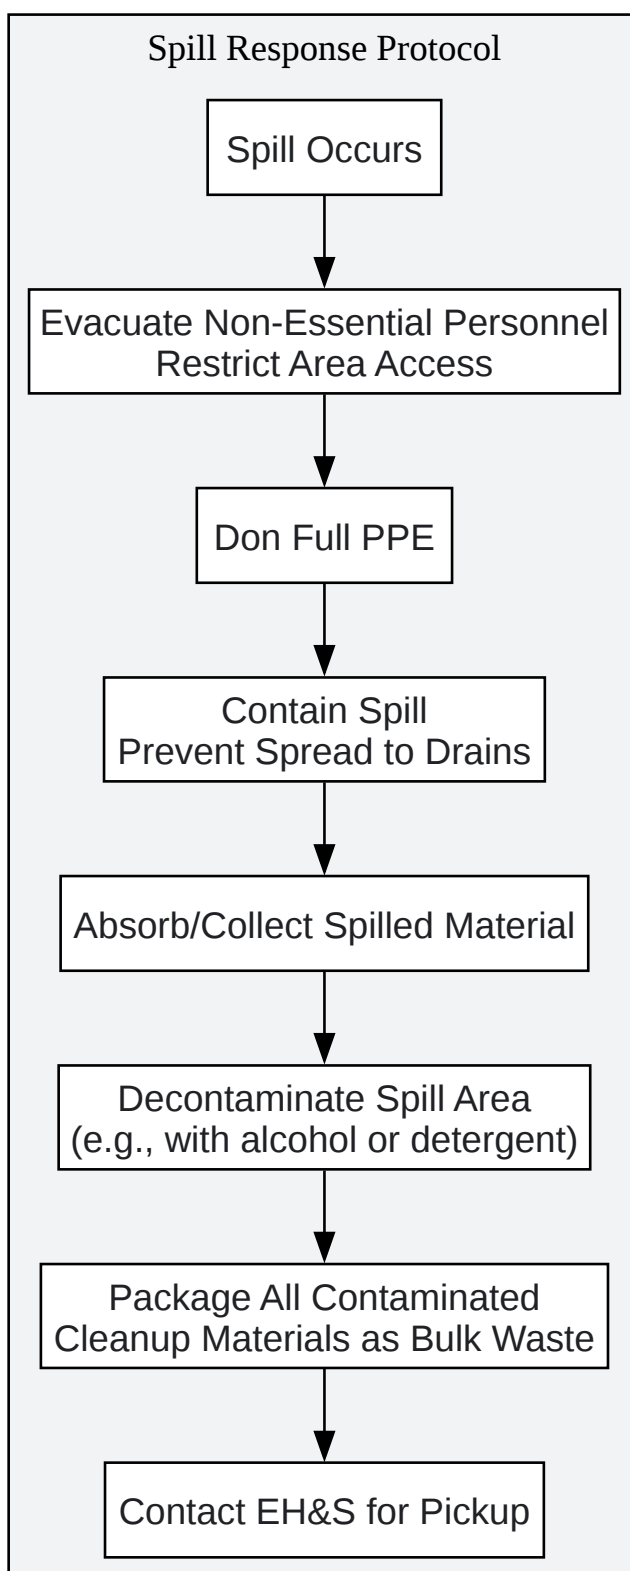 Spill Response Protocol
Spill Occurs
Evacuate Non-Essential Personnel
Restrict Area Access
Don Full PPE
Contain Spill
Prevent Spread to Drains
Absorb/Collect Spilled Material
Decontaminate Spill Area
(e.g., with alcohol or detergent)
Package All Contaminated
Cleanup Materials as Bulk Waste
Contact EH&S for Pickup